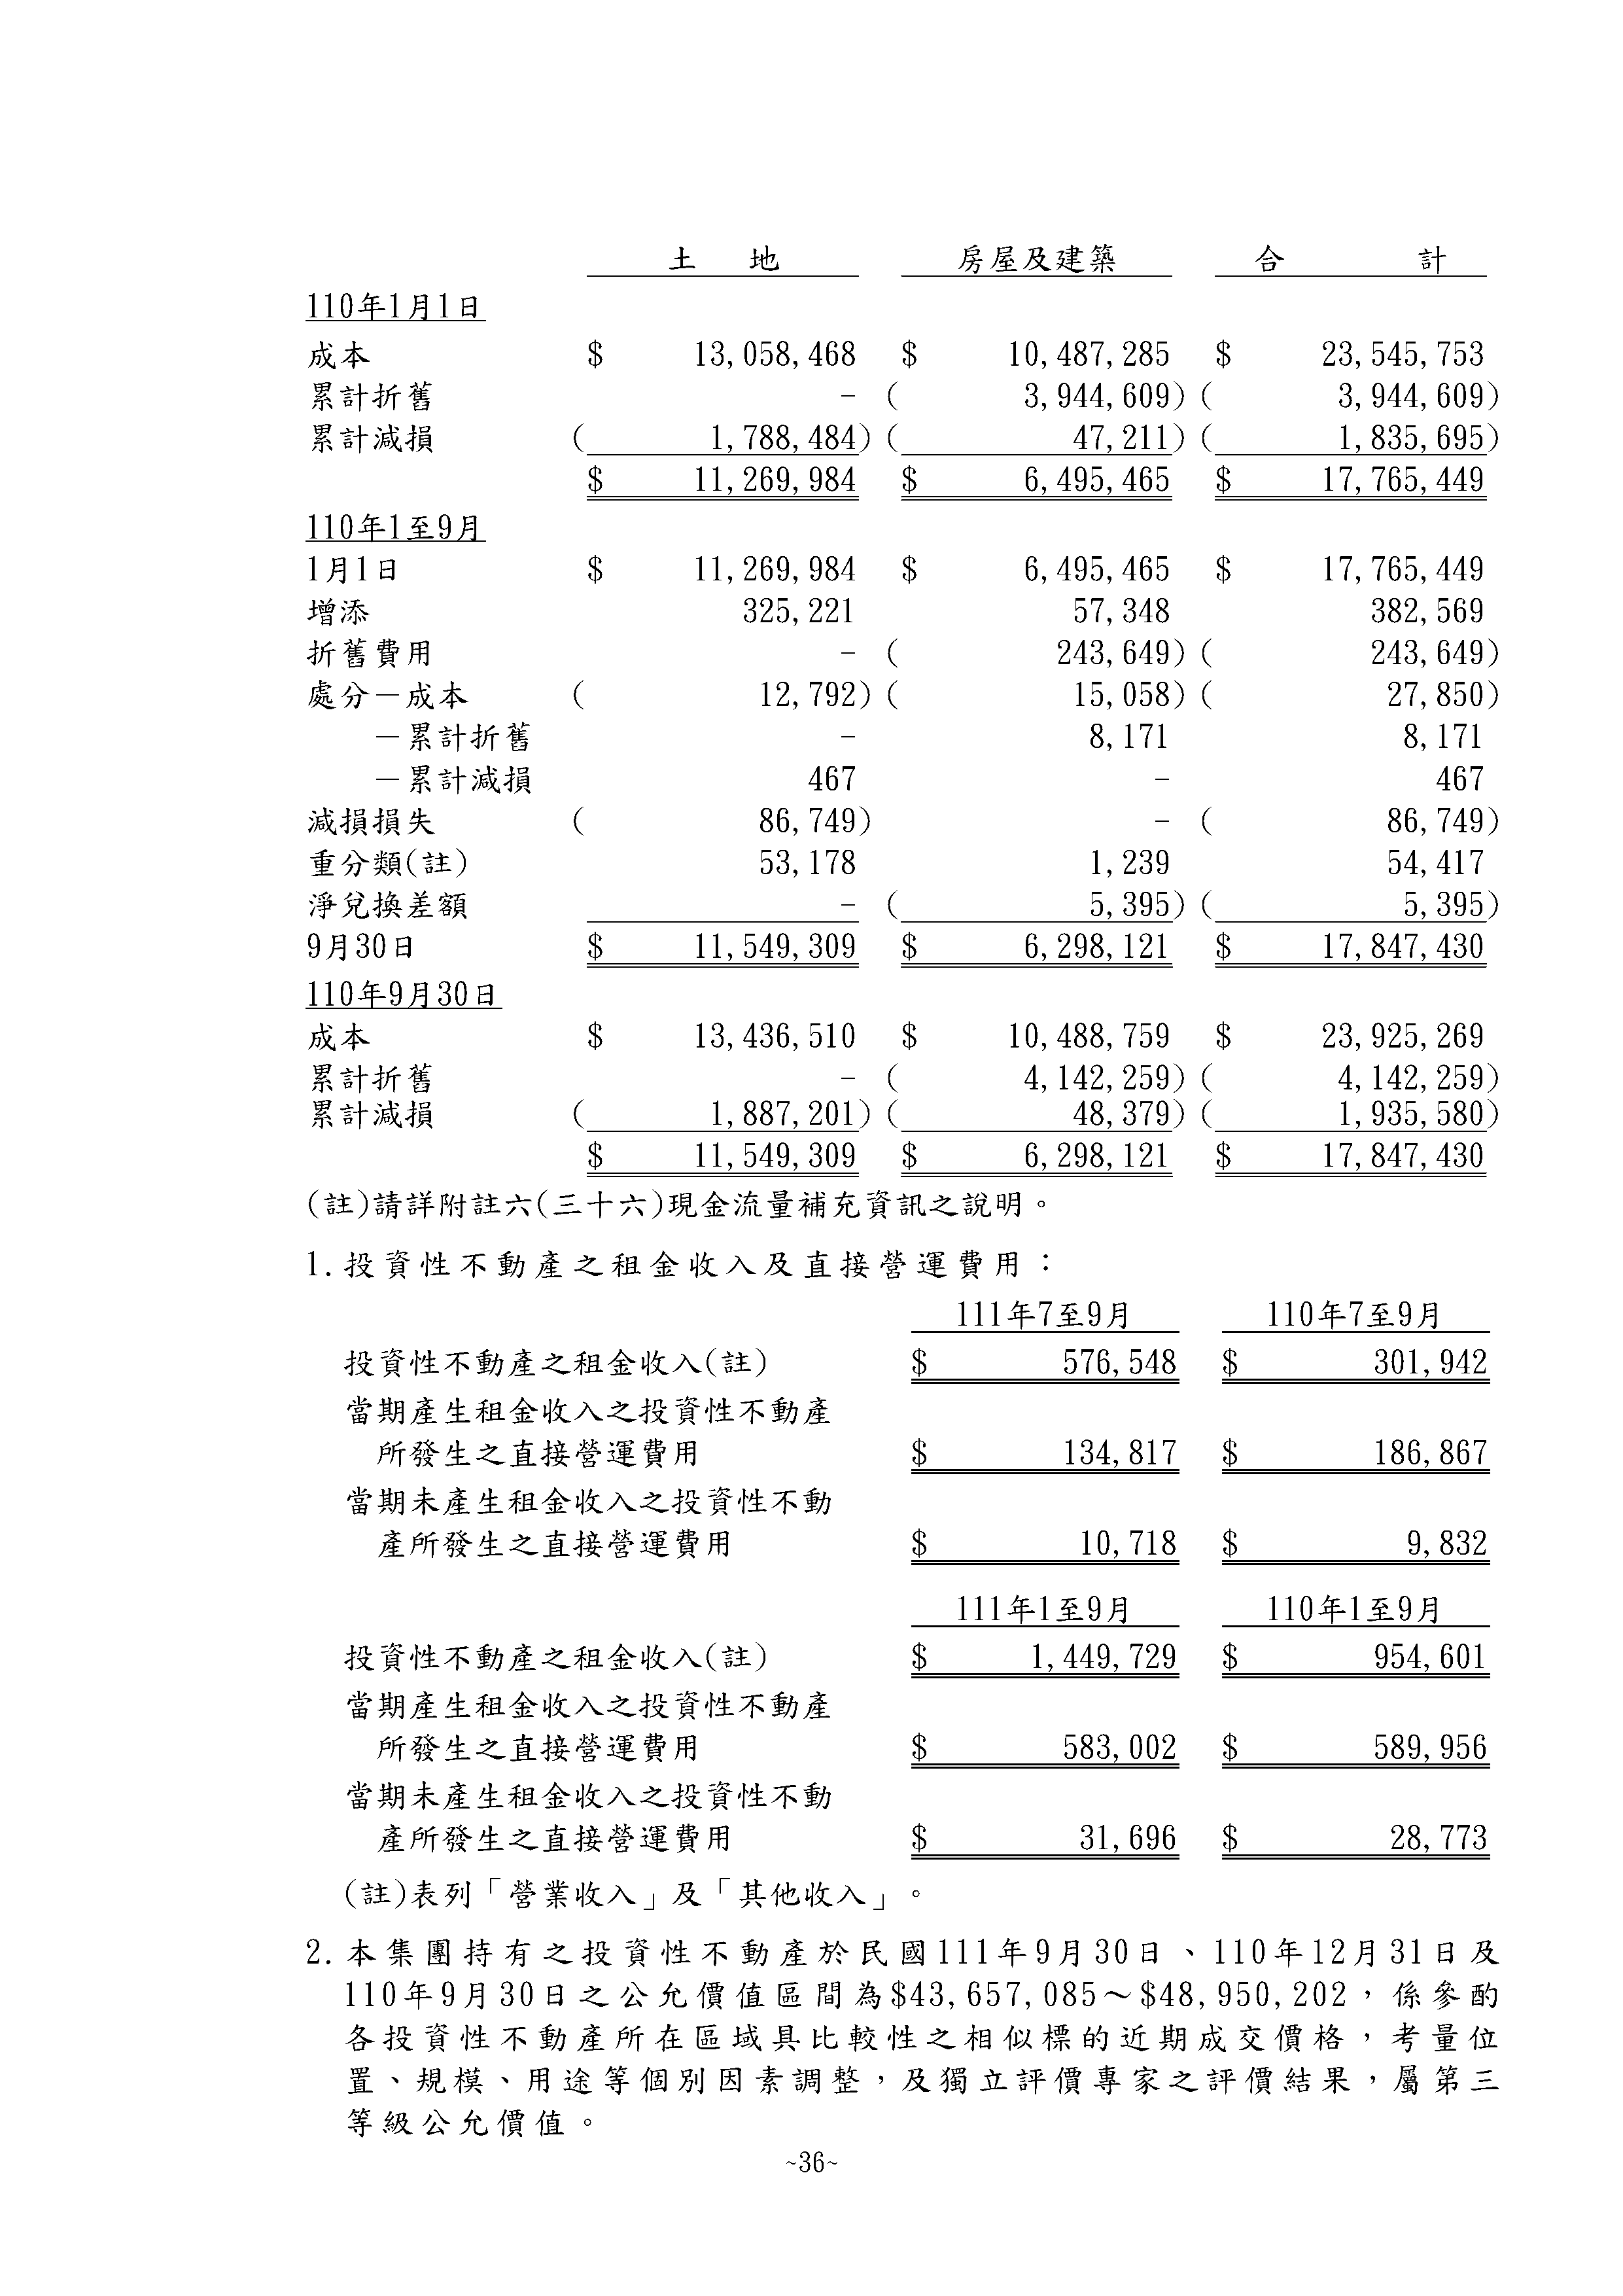 土 地 房屋及建築 合 計
110年1月1日
成本 $ 13,058,468 $ 10,487,285 $ 23,545,753
累計折舊 - ( 3,944,609) ( 3,944,609)
累計減損 ( 1,788,484) ( 47,211) ( 1,835,695)
$ 11,269,984 $ 6,495,465 $ 17,765,449
110年1至9月
1月1日 $ 11,269,984 $ 6,495,465 $ 17,765,449
增添 325,221 57,348 382,569
折舊費用 - ( 243,649) ( 243,649)
處分－成本 ( 12,792) ( 15,058) ( 27,850)
－累計折舊 - 8,171 8,171
－累計減損 467 - 467
減損損失 ( 86,749) - ( 86,749)
重分類(註) 53,178 1,239 54,417
淨兌換差額 - ( 5,395) ( 5,395)
9月30日 $ 11,549,309 $ 6,298,121 $ 17,847,430
110年9月30日
成本 $ 13,436,510 $ 10,488,759 $ 23,925,269
累計折舊 - ( 4,142,259) ( 4,142,259)
累計減損 ( 1,887,201) ( 48,379) ( 1,935,580)
$ 11,549,309 $ 6,298,121 $ 17,847,430
(註)請詳附註六(三十六)現金流量補充資訊之說明。
1.投資性不動產之租金收入及直接營運費用：
111年7至9月 110年7至9月
投資性不動產之租金收入(註) $ 576,548 $ 301,942
當期產生租金收入之投資性不動產
所發生之直接營運費用 $ 134,817 $ 186,867
當期未產生租金收入之投資性不動
產所發生之直接營運費用 $ 10,718 $ 9,832
111年1至9月 110年1至9月
投資性不動產之租金收入(註) $ 1,449,729 $ 954,601
當期產生租金收入之投資性不動產
所發生之直接營運費用 $ 583,002 $ 589,956
當期未產生租金收入之投資性不動
產所發生之直接營運費用 $ 31,696 $ 28,773
(註)表列「營業收入」及「其他收入」。
2.本集團持有之投資性不動產於民國111年9月30日、110年12月31日及
110年9月30日之公允價值區間為$43,657,085～$48,950,202，係參酌
各投資性不動產所在區域具比較性之相似標的近期成交價格，考量位
置、規模、用途等個別因素調整，及獨立評價專家之評價結果，屬第三
等級公允價值。
~36~